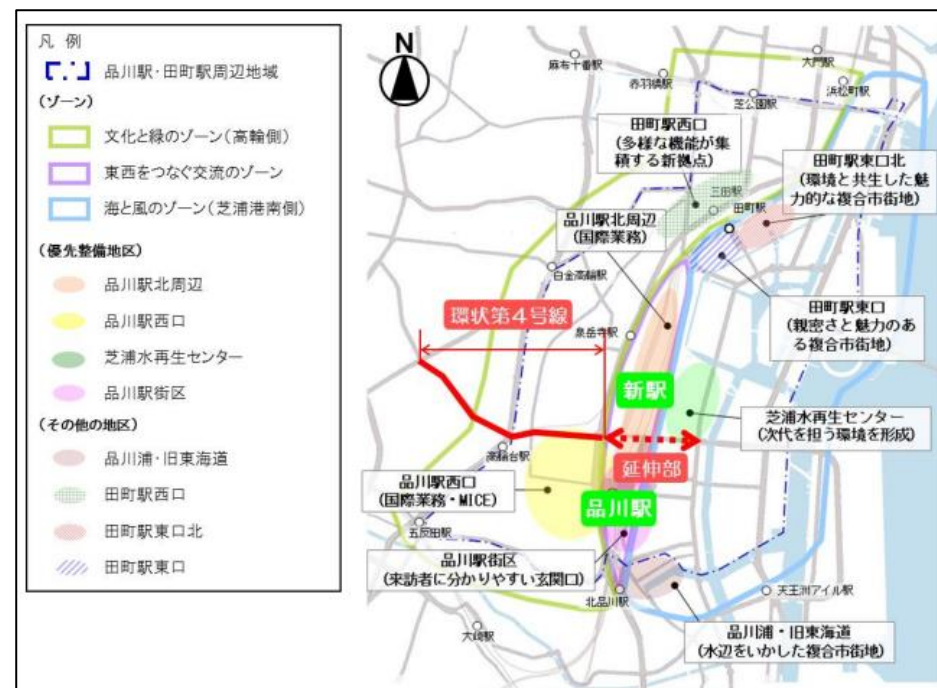 凡 例
品川駅・田町駅周辺地域
(ゾーン)
文化と緑のゾーン(高輪側)
東西をつなぐ交流のゾーン
海と風のゾーン(芝浦港南側)
(優先整備地区)
品川駅北周辺
品川駅西口
芝浦水再生センター
品川駅街区
(その他の地区)
品川浦・旧東海道
田町駅西口
田町駅東口北
田町駅東口
N
麻布十番駅
大門駅
赤羽橋駅
浜松町駅
芝公園駅
田町駅西口
(多様な機能が集
積する新拠点)
田町駅東口北
(環境と共生した魅
力的な複合市街地)
三田駅
田町駅
品川駅北周辺
(国際業務)
白金高輪駅
田町駅東口
(親密さと魅力のあ
る複合市街地)
環状第4号線
泉岳寺駅
新駅
芝浦水再生センター
(次代を担う環境を形成)
高輪台駅
延伸部
品川駅西口
(国際業務・MICE)
品川駅
五反田駅
品川駅街区
(来訪者に分かりやすい玄関口)
北品川駅
天王洲アイル駅
大崎駅
品川浦・旧東海道
(水辺をいかした複合市街地)